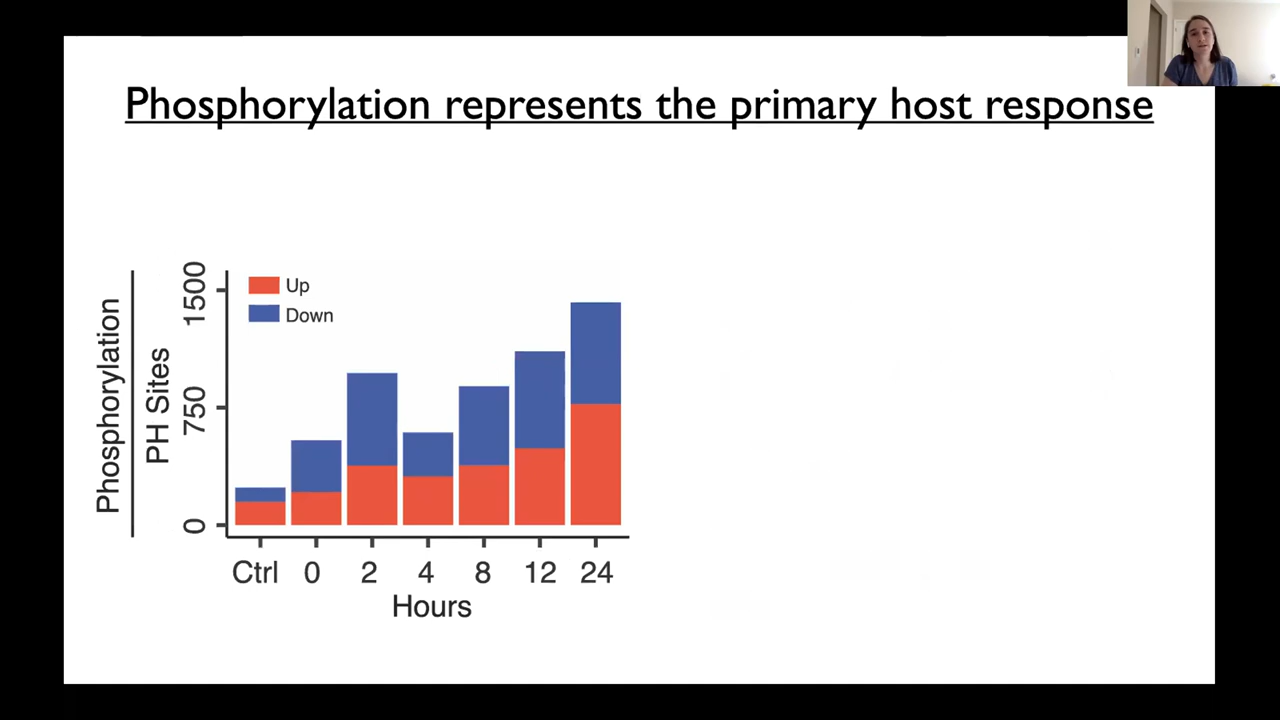 Phosphorylation represents the primary host response
Phosphorylation
PH Sites
1500
750
0
Up
Down
Ctrl 0 2 4 8 12 24
Hours